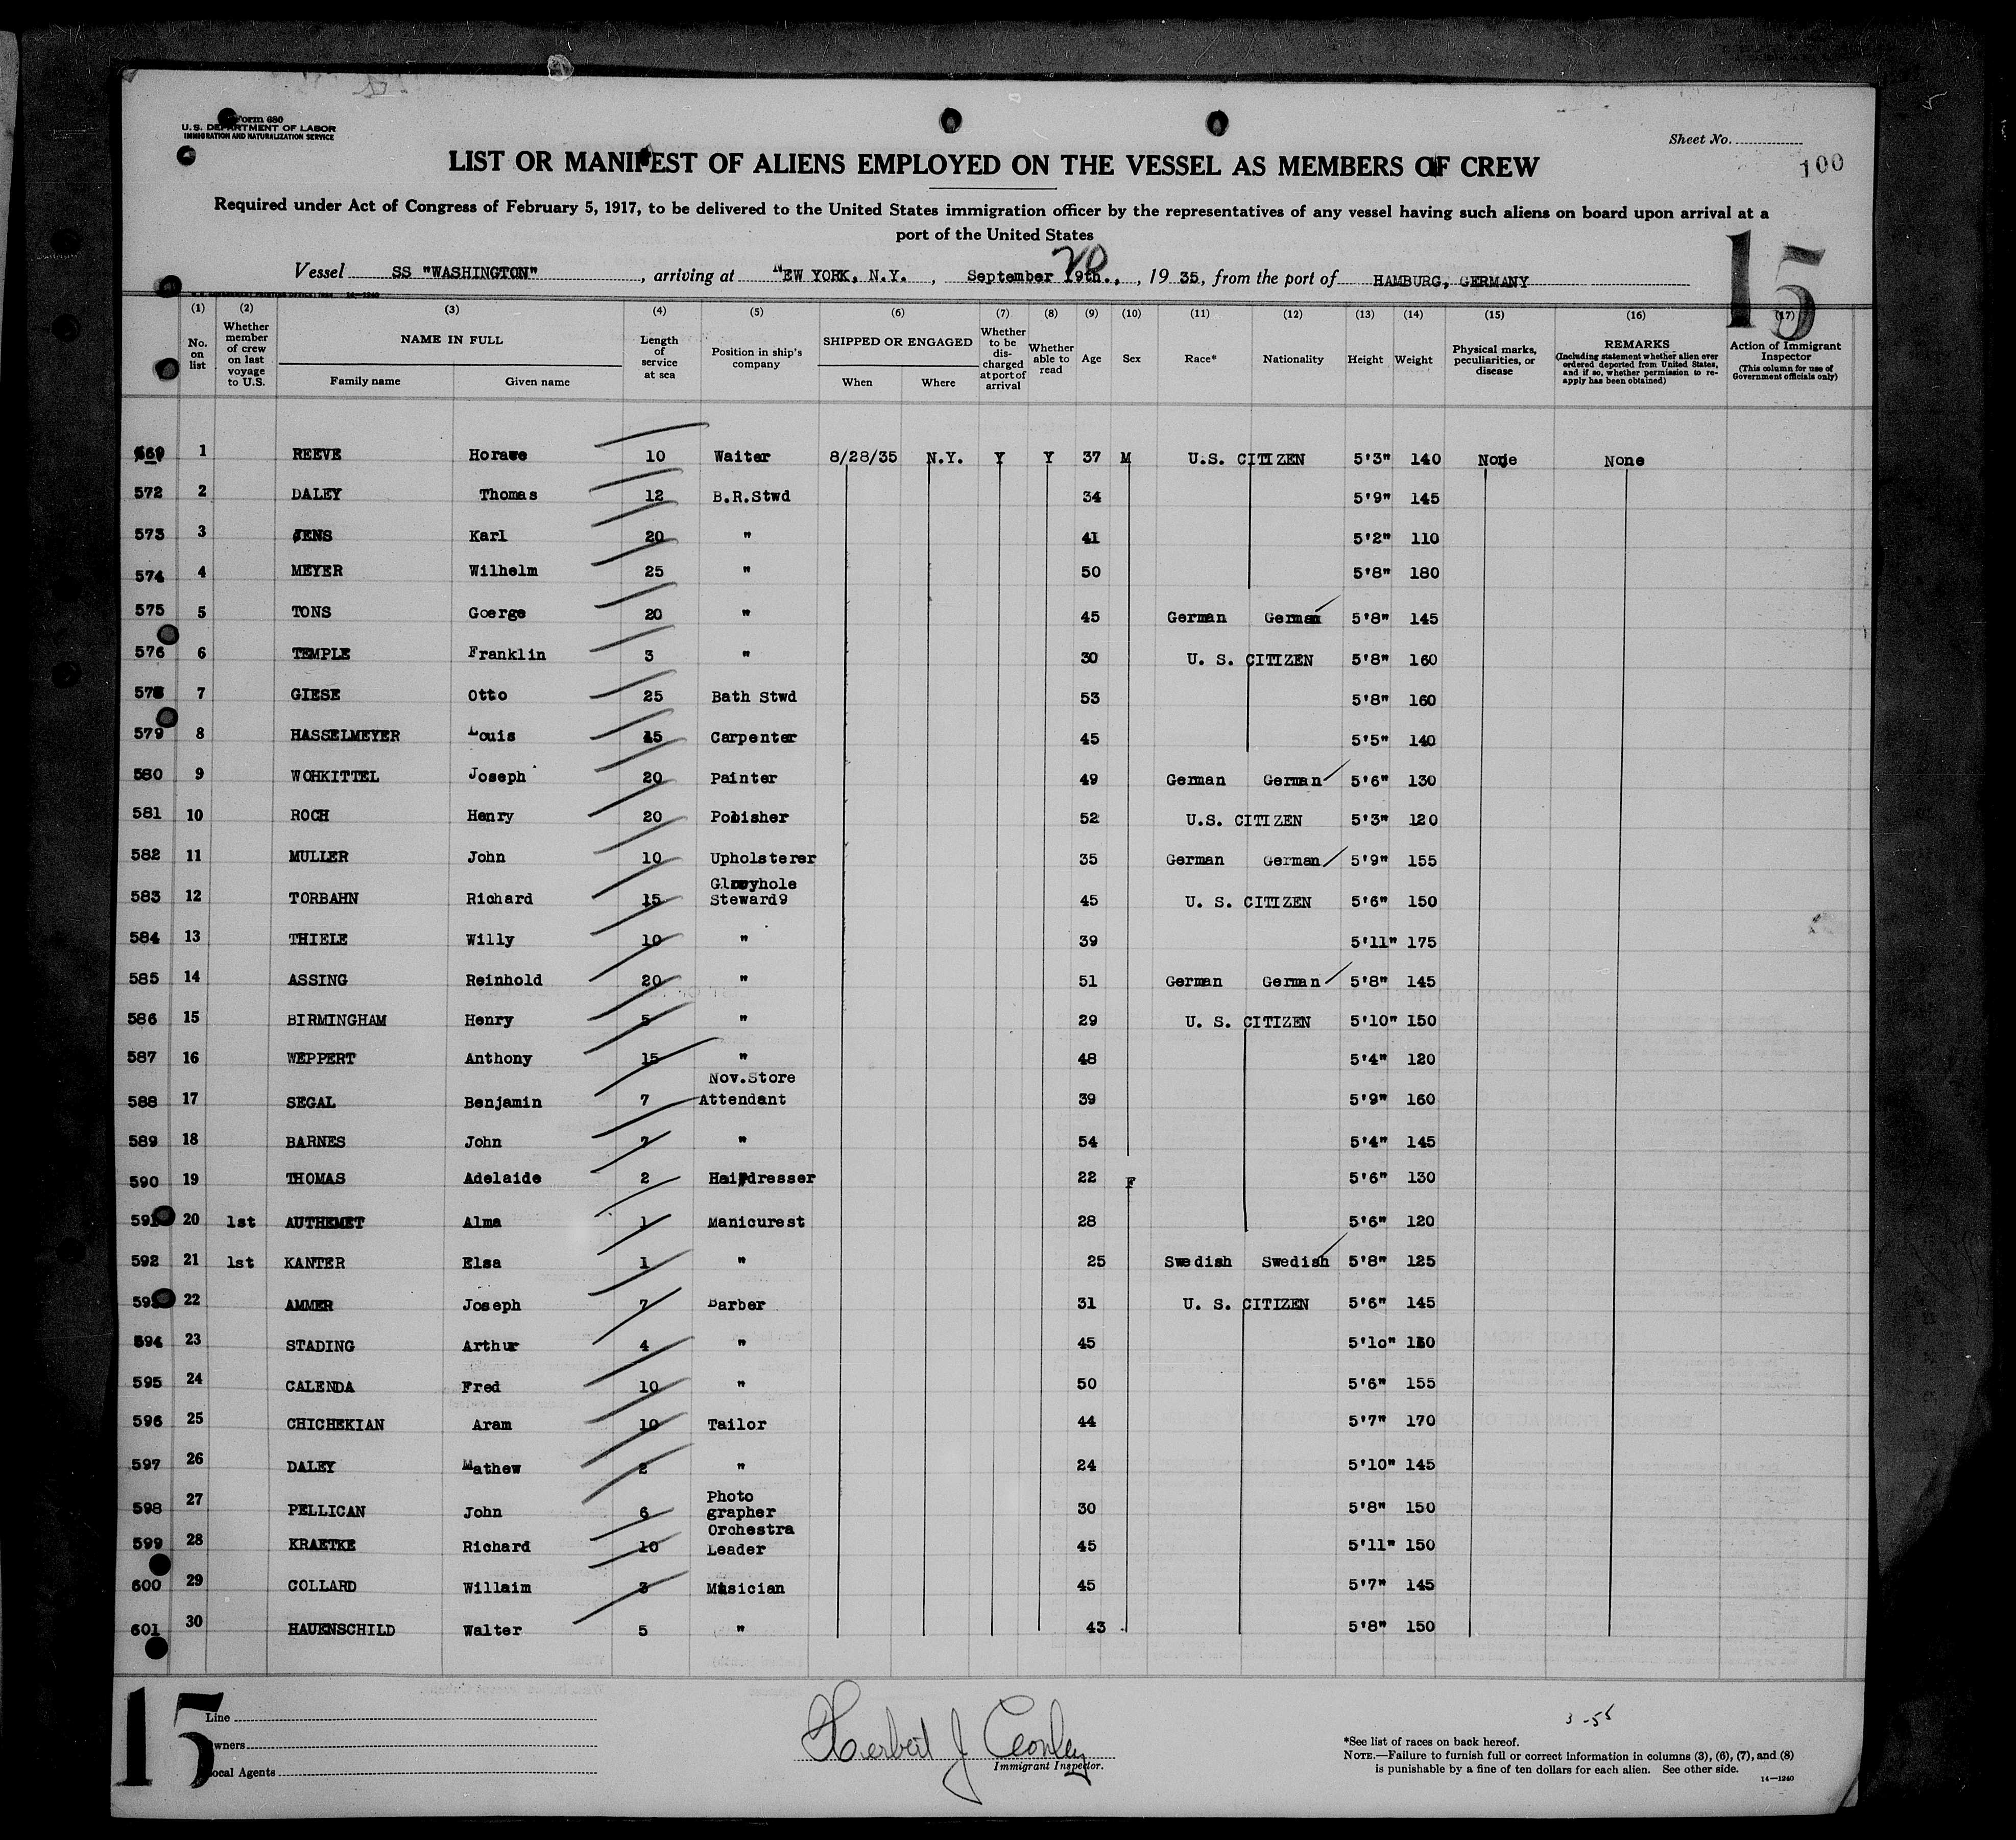 Form 680
U.S. DEPARTMENT OF LABOR
IMMIGRATION AND NATURALIZATION SERVICE
Sheet No.
100
LIST OR MANIFEST OF ALIENS EMPLOYED ON THE VESSEL AS MEMBERS OF CREW
Required under Act of Congress of February 5, 1917, to be delivered to the United States immigration officer by the representatives of any vessel having such aliens on board upon arrival at a
port of the United States
15
Vessel SS "WASHINGTON", arriving at NEW YORK, N.Y., September 19th., 20 1935, from the port of HAMBURG, GERMANY
(1) No. on list
(2) Whether member of crew on last voyage to U.S.
(3) NAME IN FULL Family name Given name
(4) Length of service at sea
(5) Position in ship's company
(6) SHIPPED OR ENGAGED When Where
(7) Whether to be discharged at port of arrival
(8) Whether able to read
(9) Age
(10) Sex
(11) Race*
(12) Nationality
(13) Height
(14) Weight
(15) Physical marks, peculiarities, or disease
(16) REMARKS (Including statement whether alien ever ordered deported from United States, and if so, whether permission to re-apply has been obtained)
(17) Action of Immigrant Inspector (This column for use of Government officials only)
569 1 REEVE Horawe 10 Waiter 8/28/35 N.Y. Y Y 37 M U.S. CITIZEN 5'3" 140 None None
572 2 DALEY Thomas 12 B.R.Stwd 34 5'9" 145
573 3 JENS Karl 20 " 41 5'2" 110
574 4 MEYER Wilhelm 25 " 50 5'8" 180
575 5 TONS Goerge 20 " 45 German German 5'8" 145
576 6 TEMPLE Franklin 3 " 30 U. S. CITIZEN 5'8" 160
578 7 GIESE Otto 25 Bath Stwd 53 5'8" 160
579 8 HASSELMEYER Louis 15 Carpenter 45 5'5" 140
580 9 WOHKITTEL Joseph 20 Painter 49 German German 5'6" 130
581 10 ROCH Henry 20 Polisher 52 U.S. CITIZEN 5'3" 120
582 11 MULLER John 10 Upholsterer 35 German German 5'9" 155
583 12 TORBAHN Richard 15 Gloryhole Steward9 45 U. S. CITIZEN 5'6" 150
584 13 THIELE Willy 10 " 39 5'11" 175
585 14 ASSING Reinhold 20 " 51 German German 5'8" 145
586 15 BIRMINGHAM Henry 5 " 29 U. S. CITIZEN 5'10" 150
587 16 WEPPERT Anthony 15 " 48 5'4" 120
588 17 SEGAL Benjamin 7 Nov.Store Attendant 39 5'9" 160
589 18 BARNES John 7 " 54 5'4" 145
590 19 THOMAS Adelaide 2 Hairdresser 22 F 5'6" 130
591 20 1st AUTHEMET Alma 1 Manicurest 28 5'6" 120
592 21 1st KANTER Elsa 1 " 25 Swedish Swedish 5'8" 125
593 22 AMMER Joseph 7 Barber 31 U. S. CITIZEN 5'6" 145
594 23 STADING Arthur 4 " 45 5'10"
595 24 CALENDA Fred 10 " 50 5'6" 155
596 25 CHICHEKIAN Aram 10 Tailor 44 5'7" 170
597 26 DALEY Mathew 2 " 24 5'10" 145
598 27 PELLICAN John 6 Photo grapher 30 5'8" 150
599 28 KRAETKE Richard 10 Orchestra Leader 45 5'11" 150
600 29 COLLARD Willaim 3 Musician 45 5'7" 145
601 30 HAUENSCHILD Walter 5 " 43 5'8" 150
15
Line
Owners
Local Agents
Herbert J Conley
Immigrant Inspector.
3-55
*See list of races on back hereof.
NOTE.—Failure to furnish full or correct information in columns (3), (6), (7), and (8)
is punishable by a fine of ten dollars for each alien. See other side.
14—1240